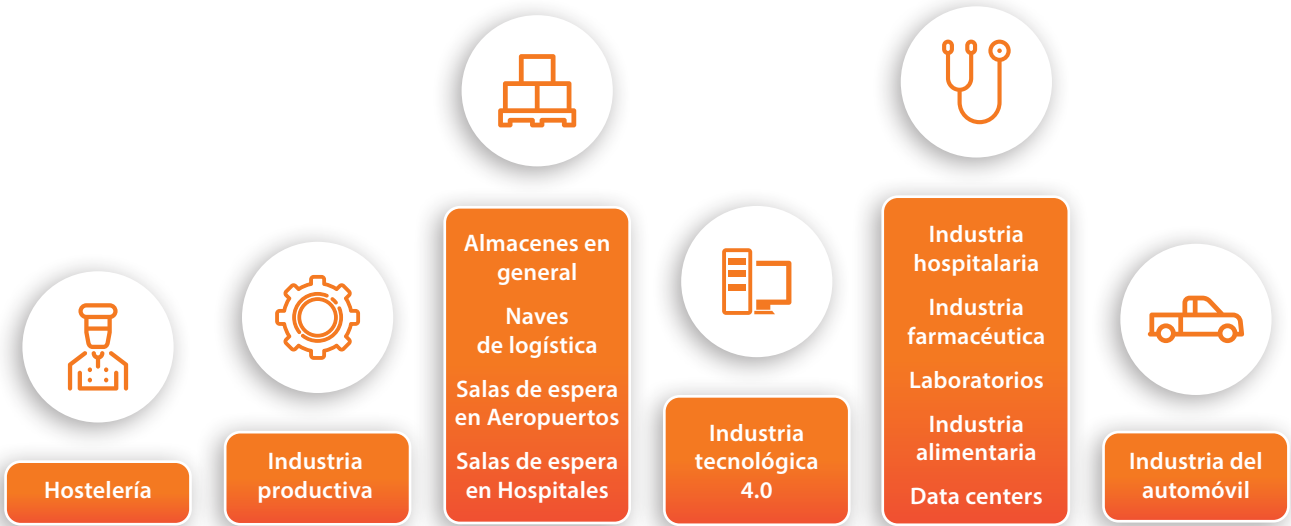 Hostelería
Industria
productiva
Almacenes en
general
Naves
de logística
Salas de espera
en Aeropuertos
Salas de espera
en Hospitales
Industria
tecnológica
4.0
Industria
hospitalaria
Industria
farmacéutica
Laboratorios
Industria
alimentaria
Data centers
Industria del
automóvil